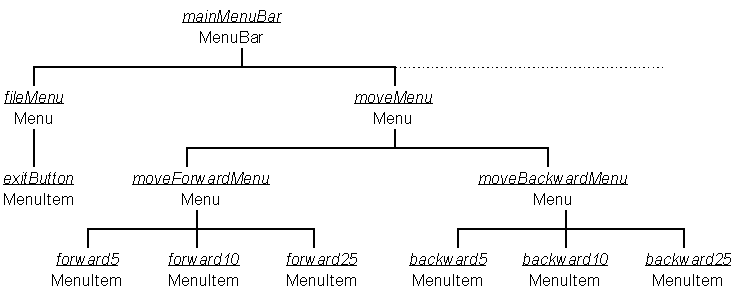 mainMenuBar
MenuBar
fileMenu moveMenu
Menu Menu
exitButton moveForwardMenu moveBackwardMenu
MenuItem Menu Menu
forward5 forward10 forward25 backward5 backward10 backward25
MenuItem MenuItem MenuItem MenuItem MenuItem MenuItem